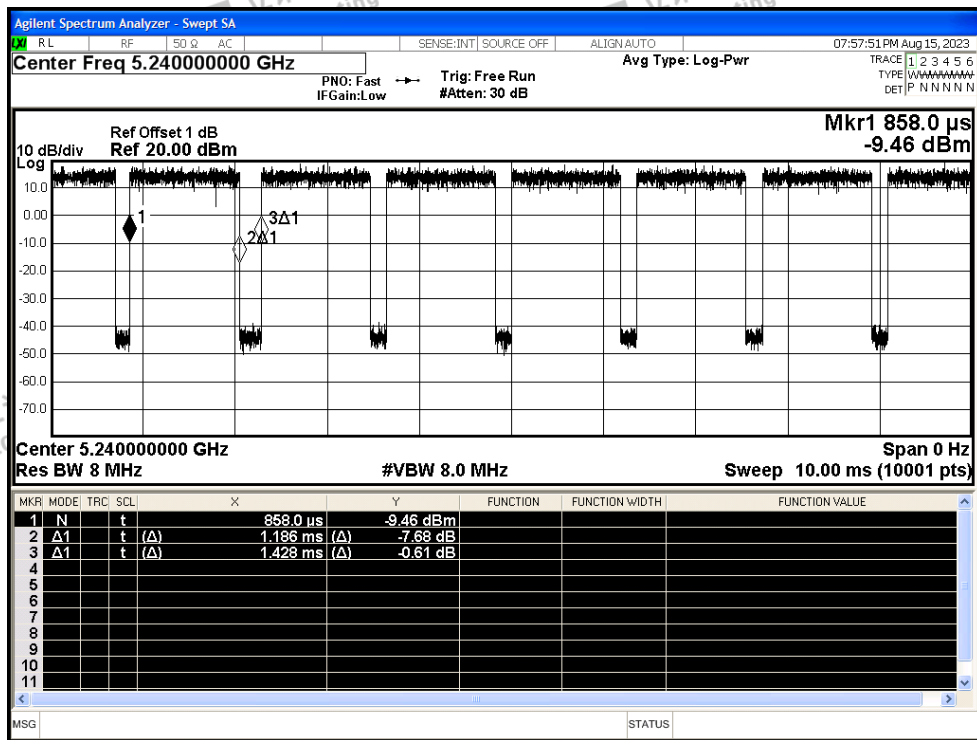 Agilent Spectrum Analyzer - Swept SA
LXI RL RF 50 Ω AC SENSE:INT SOURCE OFF ALIGN AUTO 07:57:51 PM Aug 15, 2023
Center Freq 5.240000000 GHz Avg Type: Log-Pwr TRACE 1 2 3 4 5 6
PNO: Fast Trig: Free Run TYPE
IFGain:Low #Atten: 30 dB DET P N N N N N
Mkr1 858.0 µs
-9.46 dBm
Ref Offset 1 dB
10 dB/div Ref 20.00 dBm
Log
10.0
0.00
-10.0
-20.0
-30.0
-40.0
-50.0
-60.0
-70.0
1
2Δ1
3Δ1
Center 5.240000000 GHz Span 0 Hz
Res BW 8 MHz #VBW 8.0 MHz Sweep 10.00 ms (10001 pts)
MKR MODE TRC SCL X Y FUNCTION FUNCTION WIDTH FUNCTION VALUE
1 N t 858.0 µs -9.46 dBm
2 Δ1 t (Δ) 1.186 ms (Δ) -7.68 dB
3 Δ1 t (Δ) 1.428 ms (Δ) -0.61 dB
4
5
6
7
8
9
10
11
MSG STATUS